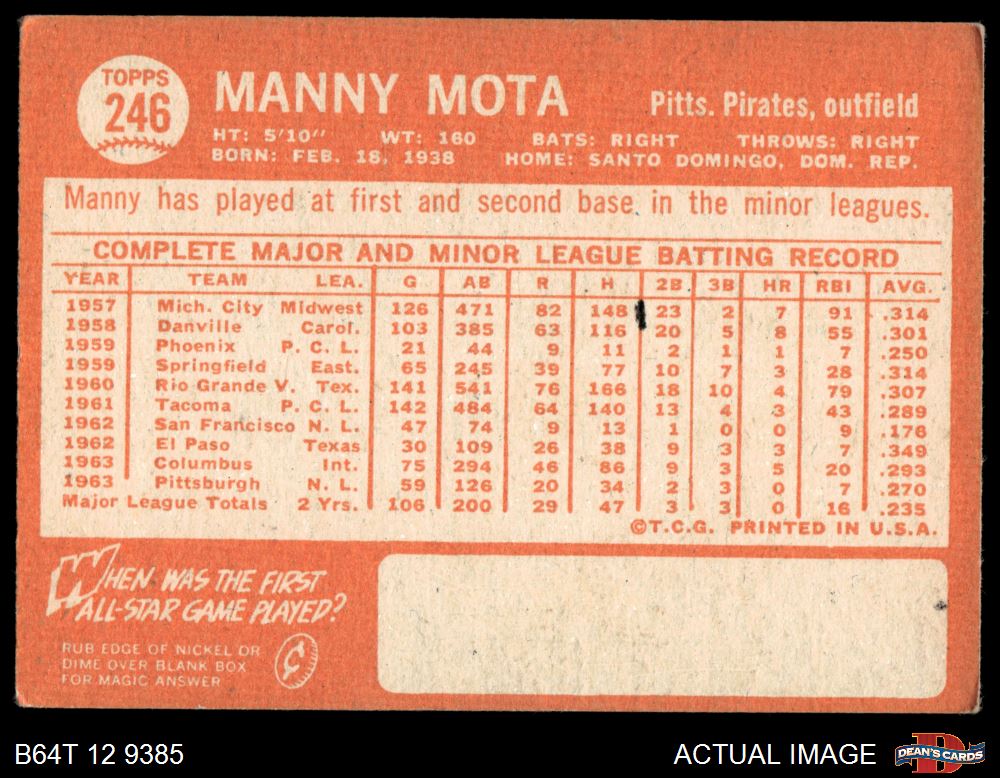 TOPPS
246
MANNY MOTA
Pitts. Pirates, outfield
HT: 5'10" WT: 160 BATS: RIGHT THROWS: RIGHT
BORN: FEB. 18, 1938 HOME: SANTO DOMINGO, DOM. REP.
Manny has played at first and second base in the minor leagues.
COMPLETE MAJOR AND MINOR LEAGUE BATTING RECORD
YEAR TEAM LEA. G AB R H 2B 3B HR RBI AVG.
1957 Mich. City Midwest 126 471 82 148 23 2 7 91 .314
1958 Danville Carol. 103 385 63 116 20 5 8 55 .301
1959 Phoenix P. C. L. 21 44 9 11 2 1 1 7 .250
1959 Springfield East. 65 245 39 77 10 7 3 28 .314
1960 Rio Grande V. Tex. 141 541 76 166 18 10 4 79 .307
1961 Tacoma P. C. L. 142 484 64 140 13 4 3 43 .289
1962 San Francisco N. L. 47 74 9 13 1 0 0 9 .176
1962 El Paso Texas 30 109 26 38 9 3 3 7 .349
1963 Columbus Int. 75 294 46 86 9 3 5 20 .293
1963 Pittsburgh N. L. 59 126 20 34 2 3 0 7 .270
Major League Totals 2 Yrs. 106 200 29 47 3 3 0 16 .235
©T.C.G. PRINTED IN U.S.A.
WHEN WAS THE FIRST
ALL-STAR GAME PLAYED?
RUB EDGE OF NICKEL OR
DIME OVER BLANK BOX
FOR MAGIC ANSWER
¢
B64T 12 9385
ACTUAL IMAGE
DEAN'S CARDS